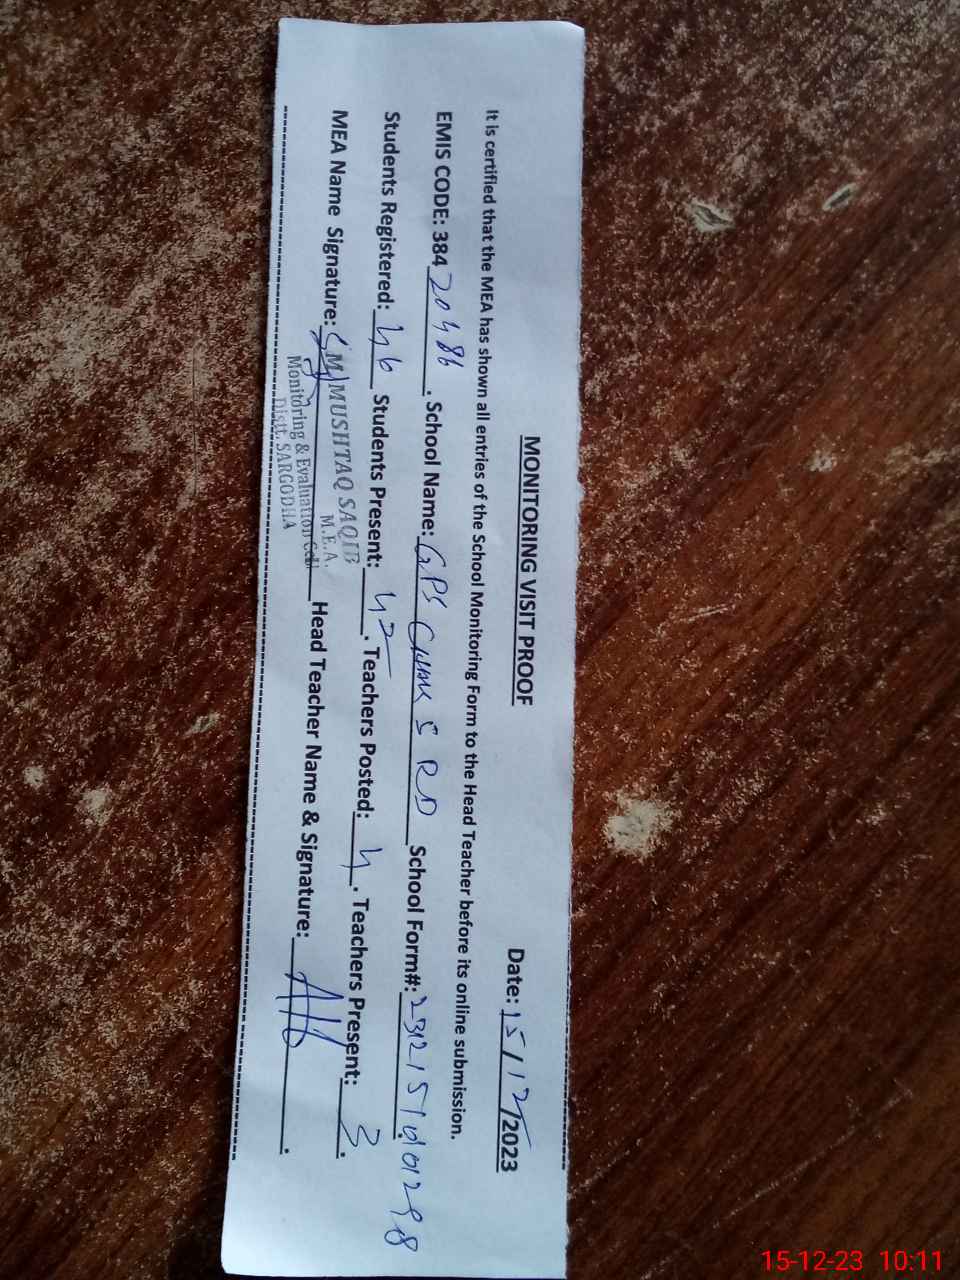 MONITORING VISIT PROOF Date: 15/12/2023
It is certified that the MEA has shown all entries of the School Monitoring Form to the Head Teacher before its online submission.
EMIS CODE: 38420486. School Name: GPS CHAK 5 RD School Form#:
Students Registered: 46 Students Present: 42. Teachers Posted: 4. Teachers Present: 3.
MEA Name Signature: Head Teacher Name & Signature: .
(M) MUSHTAQ SAQIB
M.E.A.
Monitoring & Evaluation Cell
Distt. SARGODHA
15-12-23 10:11